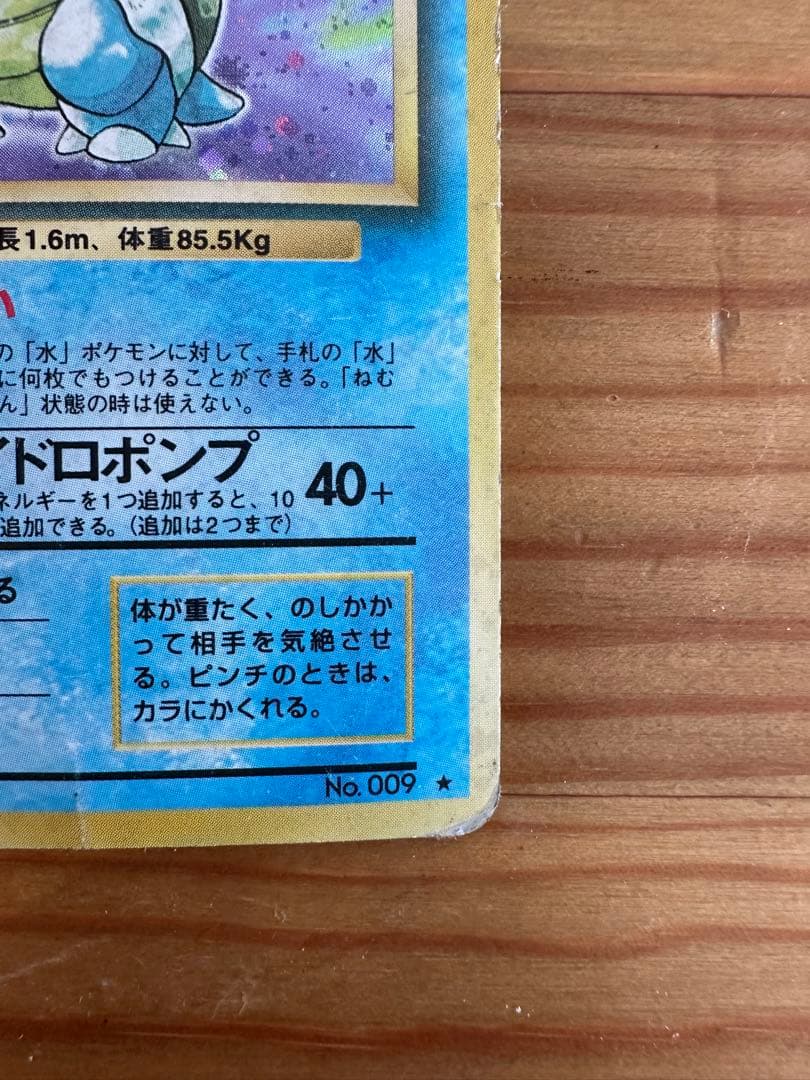 長1.6m、体重85.5Kg
い
の「水」ポケモンに対して、手札の「水」
に何枚でもつけることができる。「ねむ
ん」状態の時は使えない。
イドロポンプ
40+
ネルギーを1つ追加すると、10
追加できる。(追加は2つまで)
る
体が重たく、のしかか
って相手を気絶させ
る。ピンチのときは、
カラにかくれる。
No. 009 ★